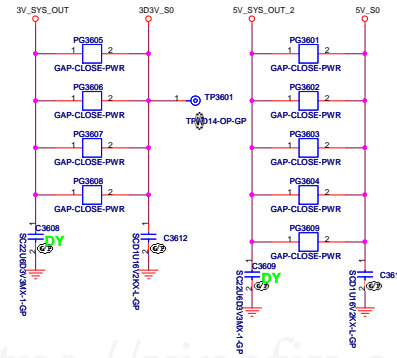 3V_SYS_OUT
3D3V_S0
5V_SYS_OUT_2
5V_S0
PG3605
1
2
GAP-CLOSE-PWR
PG3601
1
2
GAP-CLOSE-PWR
PG3606
1
2
GAP-CLOSE-PWR
1
TP3601
PG3602
1
2
GAP-CLOSE-PWR
PG3607
1
2
GAP-CLOSE-PWR
PG3603
1
2
GAP-CLOSE-PWR
PG3608
1
2
GAP-CLOSE-PWR
PG3604
1
2
GAP-CLOSE-PWR
PG3609
1
2
GAP-CLOSE-PWR
1
C3608
DY
2
SC22U6D3V3MX-1-GP
1
C3612
2
SCD1U16V2KX-L-GP
1
C3609
DY
2
SC22U6D3V3MX-1-GP
1
2
SCD1U16V2KX-L-GP